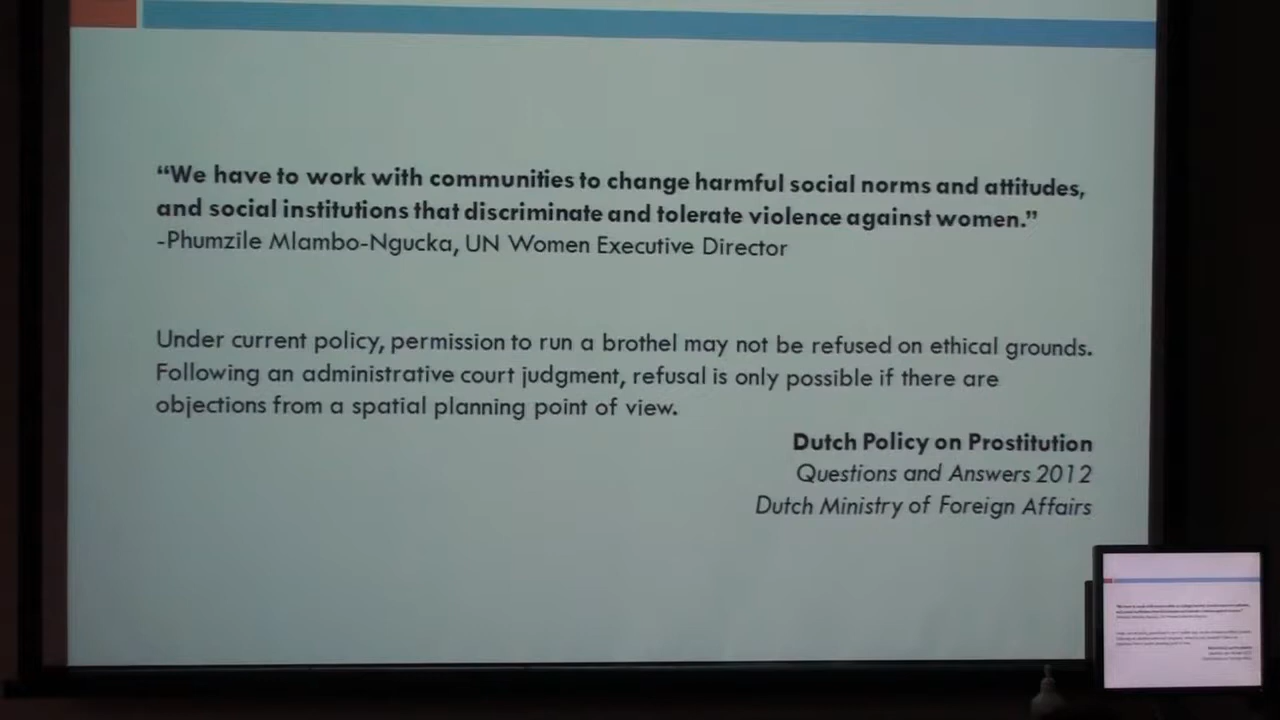 “We have to work with communities to change harmful social norms and attitudes,
and social institutions that discriminate and tolerate violence against women.”
-Phumzile Mlambo-Ngucka, UN Women Executive Director
Under current policy, permission to run a brothel may not be refused on ethical grounds.
Following an administrative court judgment, refusal is only possible if there are
objections from a spatial planning point of view.
Dutch Policy on Prostitution
Questions and Answers 2012
Dutch Ministry of Foreign Affairs